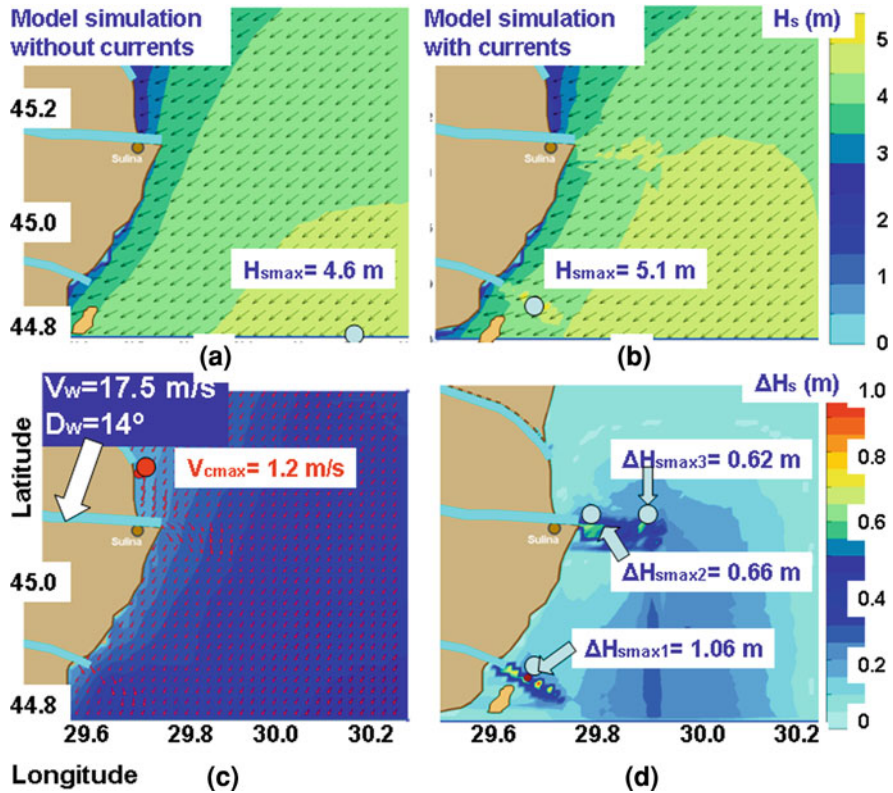 Model simulation
without currents
45.2
Sulina
45.0
Hsmax= 4.6 m
44.8
(a)
Model simulation
with currents
Sulina
Hsmax= 5.1 m
(b)
Hs (m)
5
4
3
2
1
0
Vw=17.5 m/s
Dw=14º
Latitude
Vcmax= 1.2 m/s
Sulina
45.0
44.8
29.6
29.8
30.0
30.2
Longitude
(c)
ΔHs (m)
1.0
0.8
0.6
0.4
0.2
0
ΔHsmax3= 0.62 m
Sulina
ΔHsmax2= 0.66 m
ΔHsmax1= 1.06 m
29.6
29.8
30.0
30.2
(d)